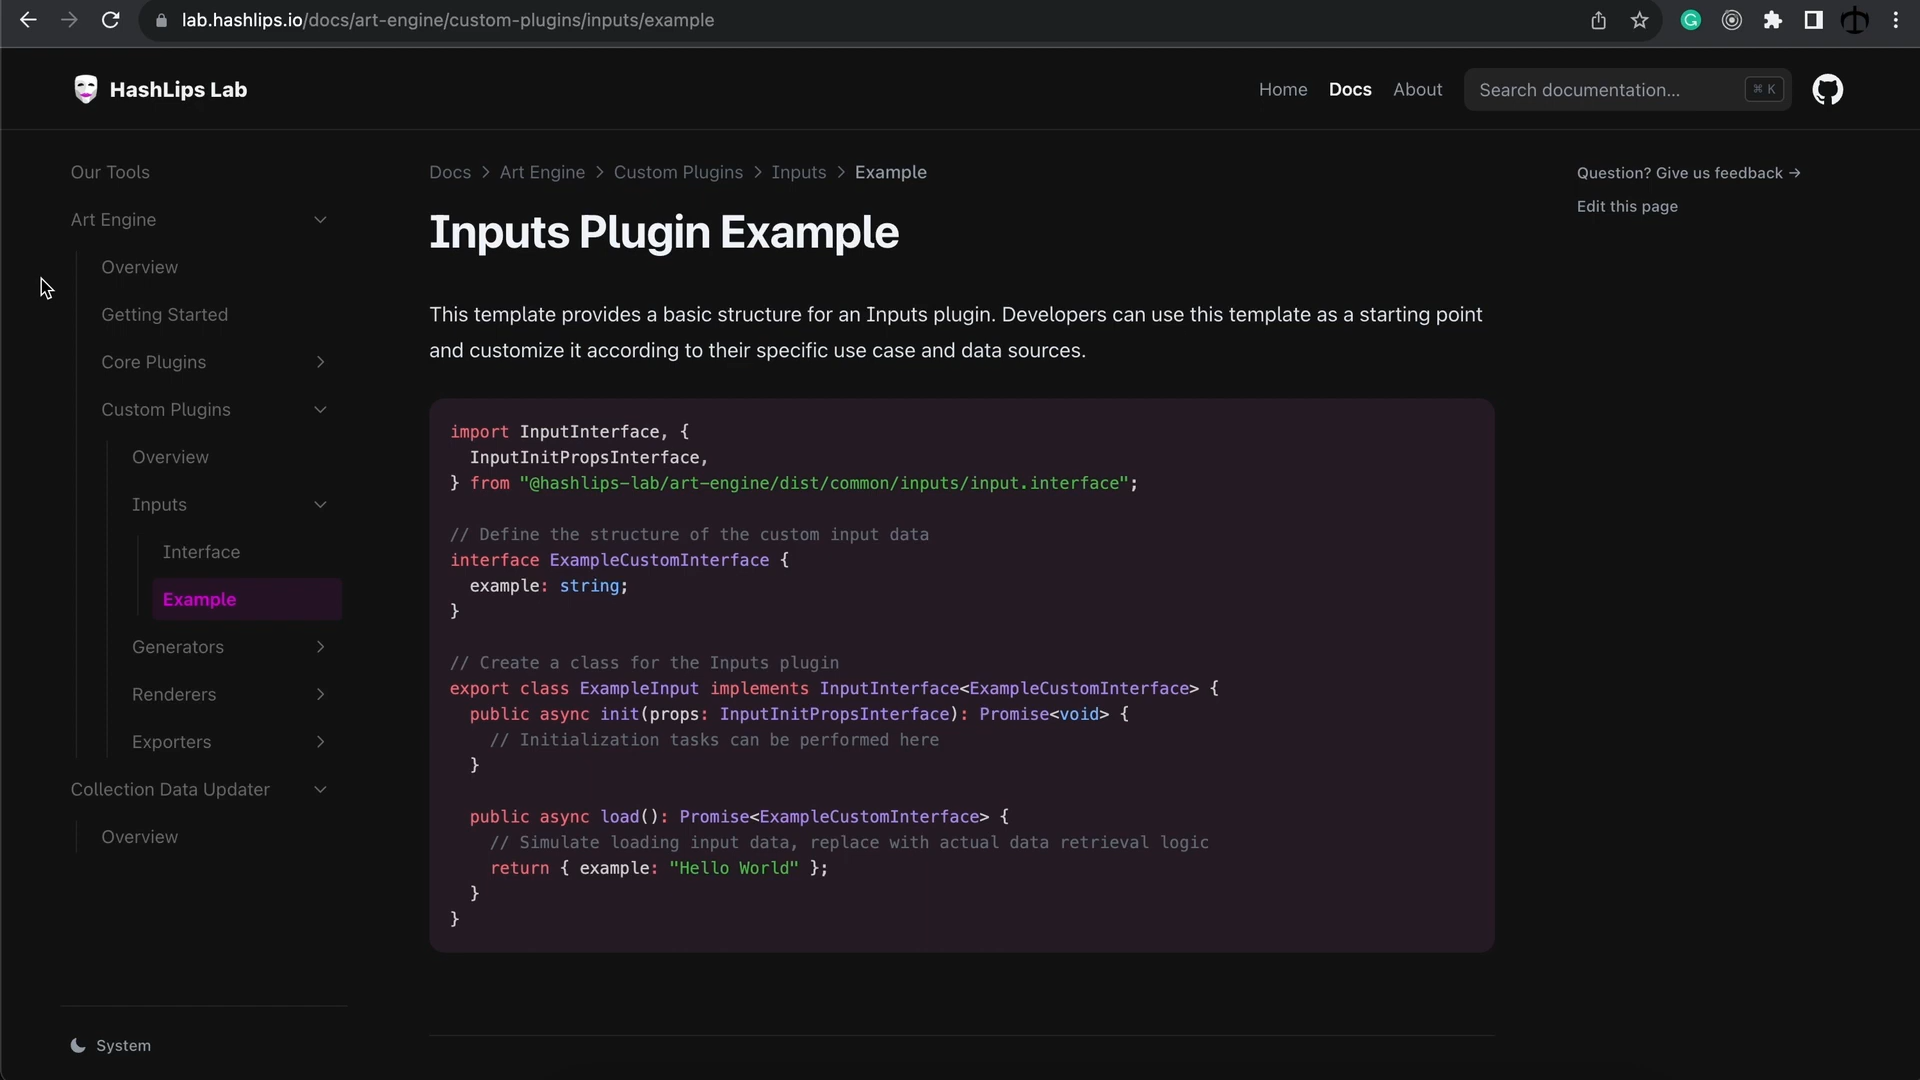 lab.hashlips.io/docs/art-engine/custom-plugins/inputs/example
HashLips Lab
Home Docs About Search documentation... ⌘ K
Our Tools
Art Engine
Overview
Getting Started
Core Plugins
Custom Plugins
Overview
Inputs
Interface
Example
Generators
Renderers
Exporters
Collection Data Updater
Overview
System
Docs > Art Engine > Custom Plugins > Inputs > Example
Inputs Plugin Example
This template provides a basic structure for an Inputs plugin. Developers can use this template as a starting point
and customize it according to their specific use case and data sources.
import InputInterface, {
  InputInitPropsInterface,
} from "@hashlips-lab/art-engine/dist/common/inputs/input.interface";
// Define the structure of the custom input data
interface ExampleCustomInterface {
  example: string;
}
// Create a class for the Inputs plugin
export class ExampleInput implements InputInterface<ExampleCustomInterface> {
  public async init(props: InputInitPropsInterface): Promise<void> {
    // Initialization tasks can be performed here
  }
  public async load(): Promise<ExampleCustomInterface> {
    // Simulate loading input data, replace with actual data retrieval logic
    return { example: "Hello World" };
  }
}
Question? Give us feedback →
Edit this page